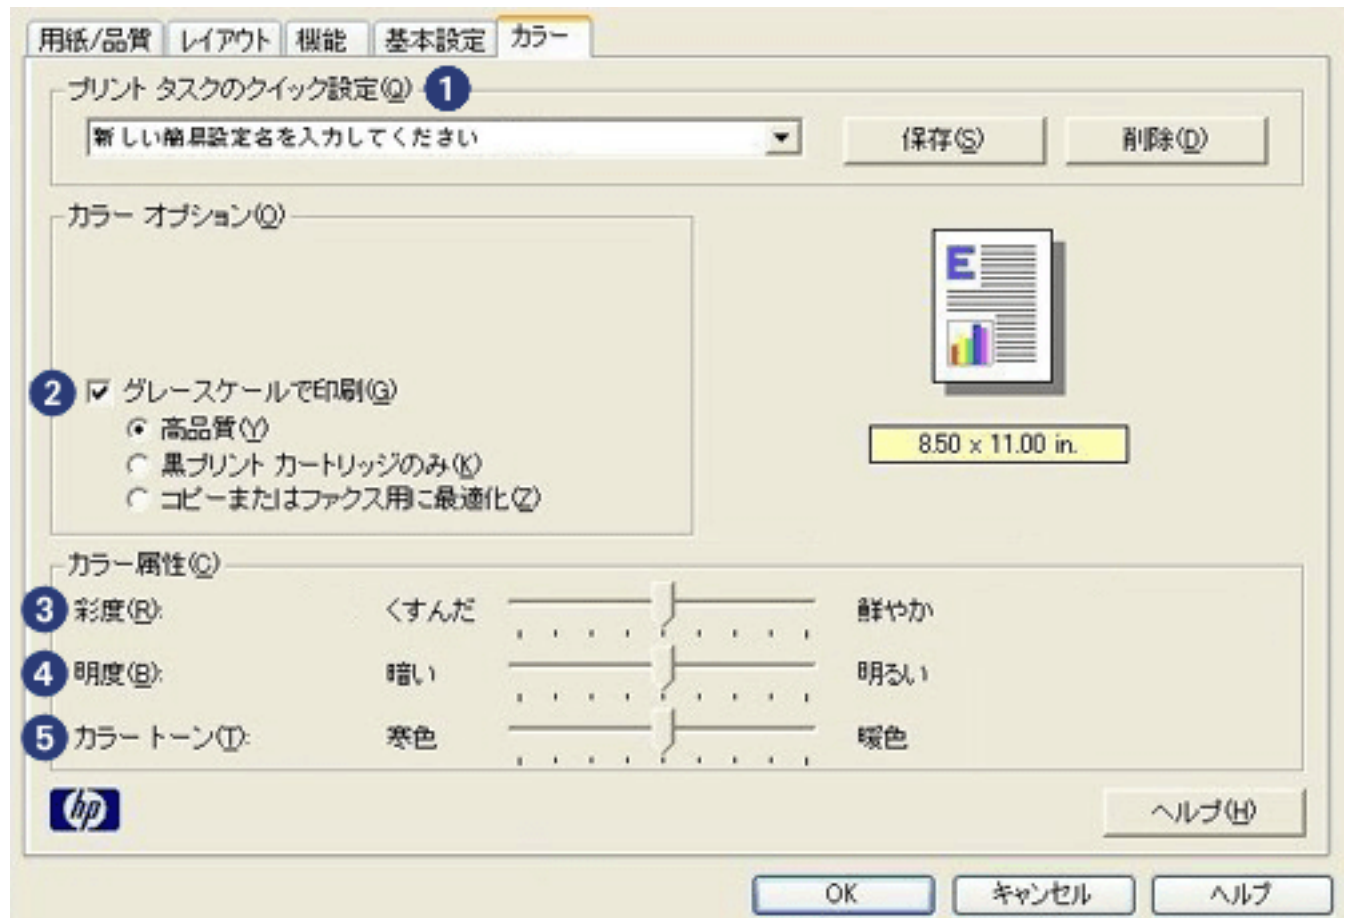 用紙/品質 レイアウト 機能 基本設定 カラー
プリント タスクのクイック設定(Q) 1
新しい簡易設定名を入力してください 保存(S) 削除(D)
カラー オプション(O)
E
2 グレースケールで印刷(G)
高品質(Y)
8.50 x 11.00 in.
黒プリント カートリッジのみ(K)
コピーまたはファクス用に最適化(Z)
カラー属性(C)
3 彩度(R): くすんだ 鮮やか
4 明度(B): 暗い 明るい
5 カラー トーン(T): 寒色 暖色
hp ヘルプ(H)
OK キャンセル ヘルプ